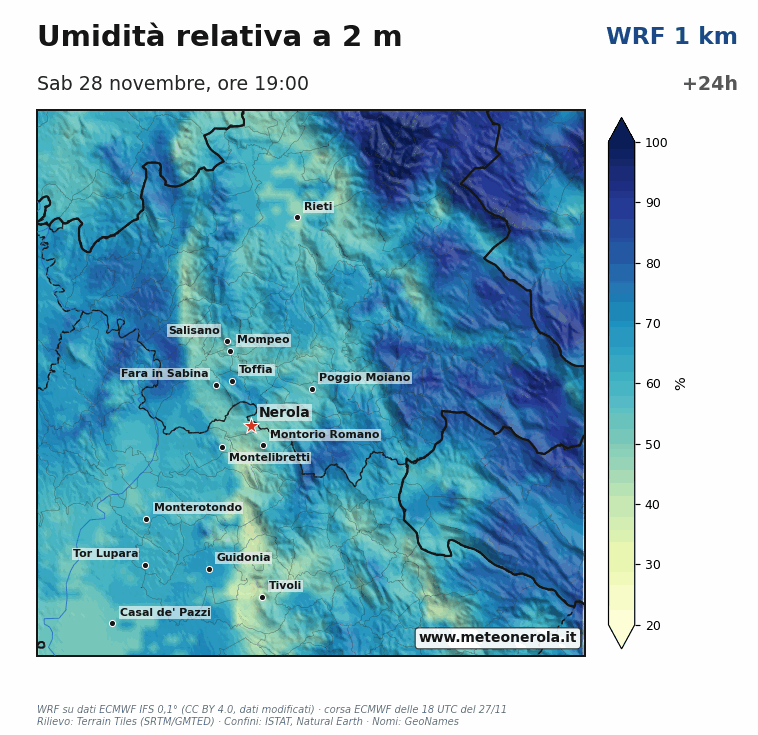 Umidità relativa a 2 m
WRF 1 km
Sab 28 novembre, ore 19:00
+24h
Rieti
Salisano
Mompeo
Toffia
Fara in Sabina
Poggio Moiano
Nerola
Montorio Romano
Montelibretti
Monterotondo
Tor Lupara
Guidonia
Tivoli
Casal de' Pazzi
www.meteonerola.it
100
90
80
70
60
50
40
30
20
%
WRF su dati ECMWF IFS 0,1° (CC BY 4.0, dati modificati) · corsa ECMWF delle 18 UTC del 27/11
Rilievo: Terrain Tiles (SRTM/GMTED) · Confini: ISTAT, Natural Earth · Nomi: GeoNames